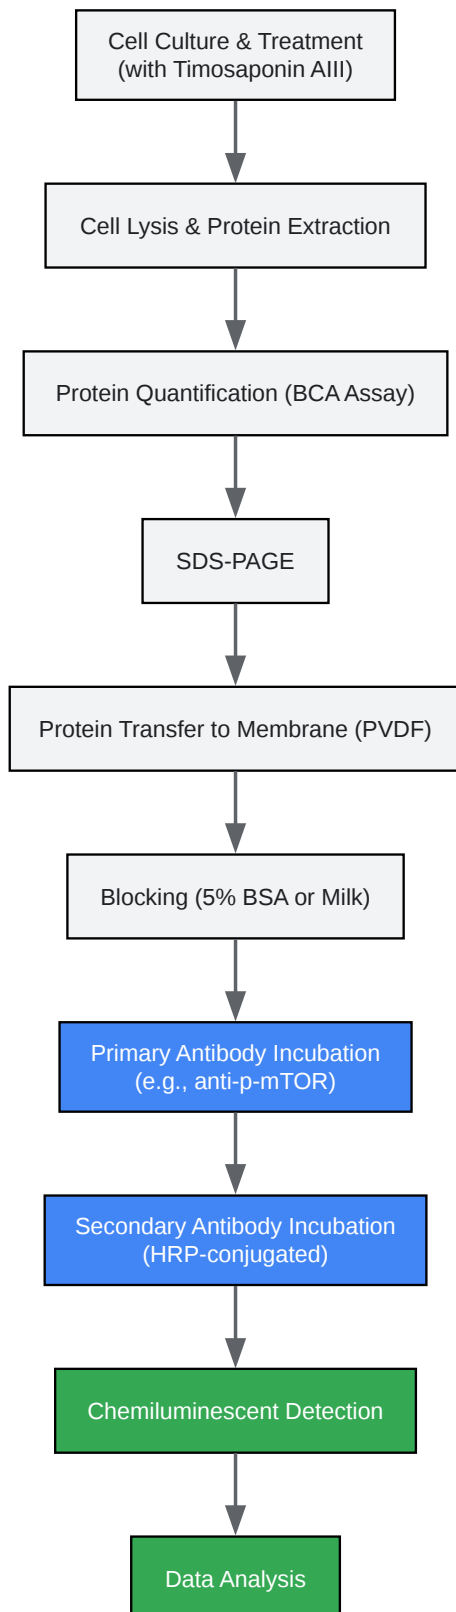 Cell Culture & Treatment
(with Timosaponin AIII)
Cell Lysis & Protein Extraction
Protein Quantification (BCA Assay)
SDS-PAGE
Protein Transfer to Membrane (PVDF)
Blocking (5% BSA or Milk)
Primary Antibody Incubation
(e.g., anti-p-mTOR)
Secondary Antibody Incubation
(HRP-conjugated)
Chemiluminescent Detection
Data Analysis